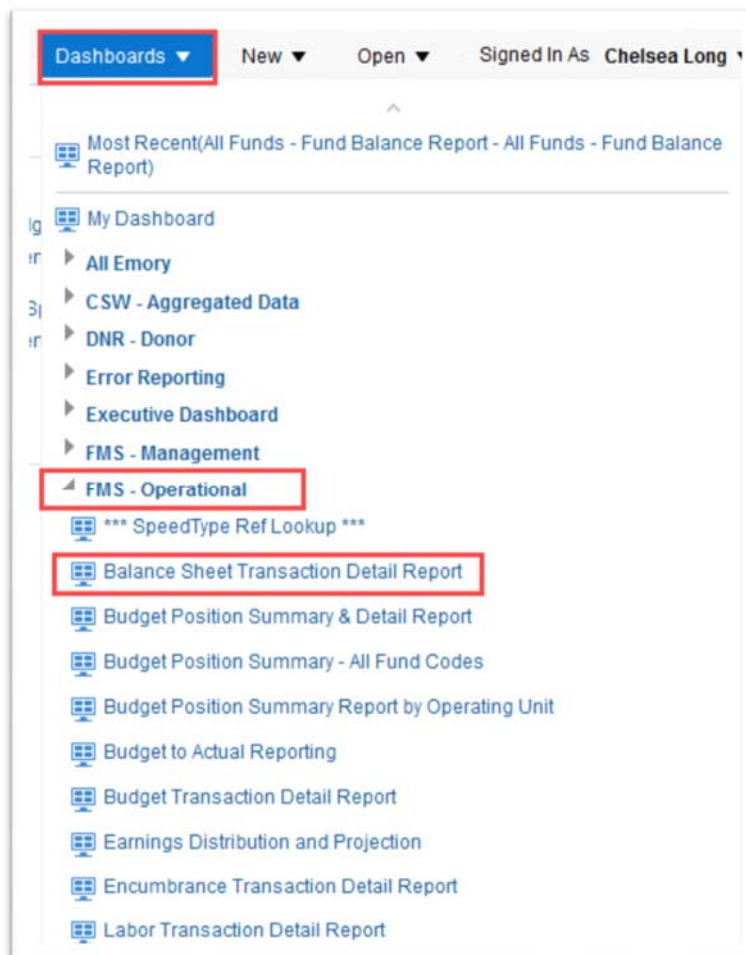 Dashboards New Open Signed In As Chelsea Long
Most Recent(All Funds - Fund Balance Report - All Funds - Fund Balance
Report)
My Dashboard
All Emory
CSW - Aggregated Data
DNR - Donor
Error Reporting
Executive Dashboard
FMS - Management
FMS - Operational
*** SpeedType Ref Lookup ***
Balance Sheet Transaction Detail Report
Budget Position Summary & Detail Report
Budget Position Summary - All Fund Codes
Budget Position Summary Report by Operating Unit
Budget to Actual Reporting
Budget Transaction Detail Report
Earnings Distribution and Projection
Encumbrance Transaction Detail Report
Labor Transaction Detail Report